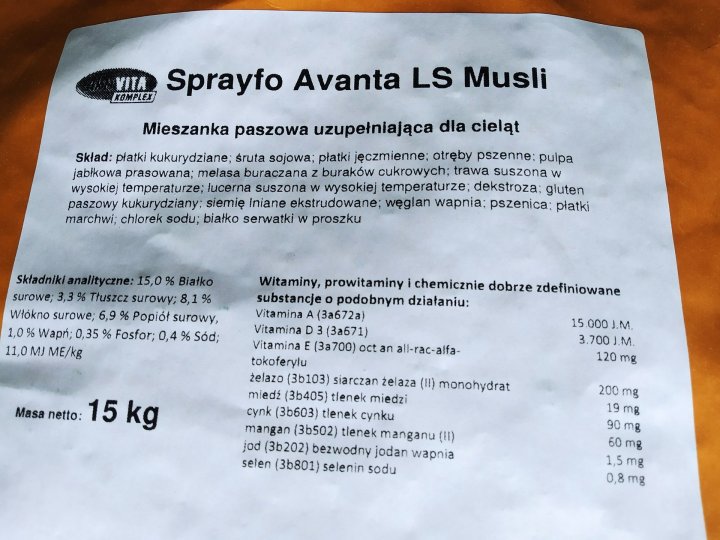 VITA
KOMPLEX
Sprayfo Avanta LS Musli
Mieszanka paszowa uzupełniająca dla cieląt
Skład: płatki kukurydziane; śruta sojowa; płatki jęczmienne; otręby pszenne; pulpa
jabłkowa prasowana; melasa buraczana z buraków cukrowych; trawa suszona w
wysokiej temperaturze; lucerna suszona w wysokiej temperaturze; dekstroza; gluten
paszowy kukurydziany; siemię lniane ekstrudowane; węglan wapnia; pszenica; płatki
marchwi; chlorek sodu; białko serwatki w proszku
Składniki analityczne: 15,0 % Białko
surowe; 3,3 % Tłuszcz surowy; 8,1 %
Włókno surowe; 6,9 % Popiół surowy,
1,0 % Wapń; 0,35 % Fosfor; 0,4 % Sód;
11,0 MJ ME/kg
Masa netto: 15 kg
Witaminy, prowitaminy i chemicznie dobrze zdefiniowane
substancje o podobnym działaniu:
Vitamina A (3a672a) 15.000 J.M.
Vitamina D 3 (3a671) 3.700 J.M.
Vitamina E (3a700) oct an all-rac-alfa- 120 mg
tokoferylu
żelazo (3b103) siarczan żelaza (II) monohydrat 200 mg
miedź (3b405) tlenek miedzi 19 mg
cynk (3b603) tlenek cynku 90 mg
mangan (3b502) tlenek manganu (II) 60 mg
jod (3b202) bezwodny jodan wapnia 1,5 mg
selen (3b801) selenin sodu 0,8 mg